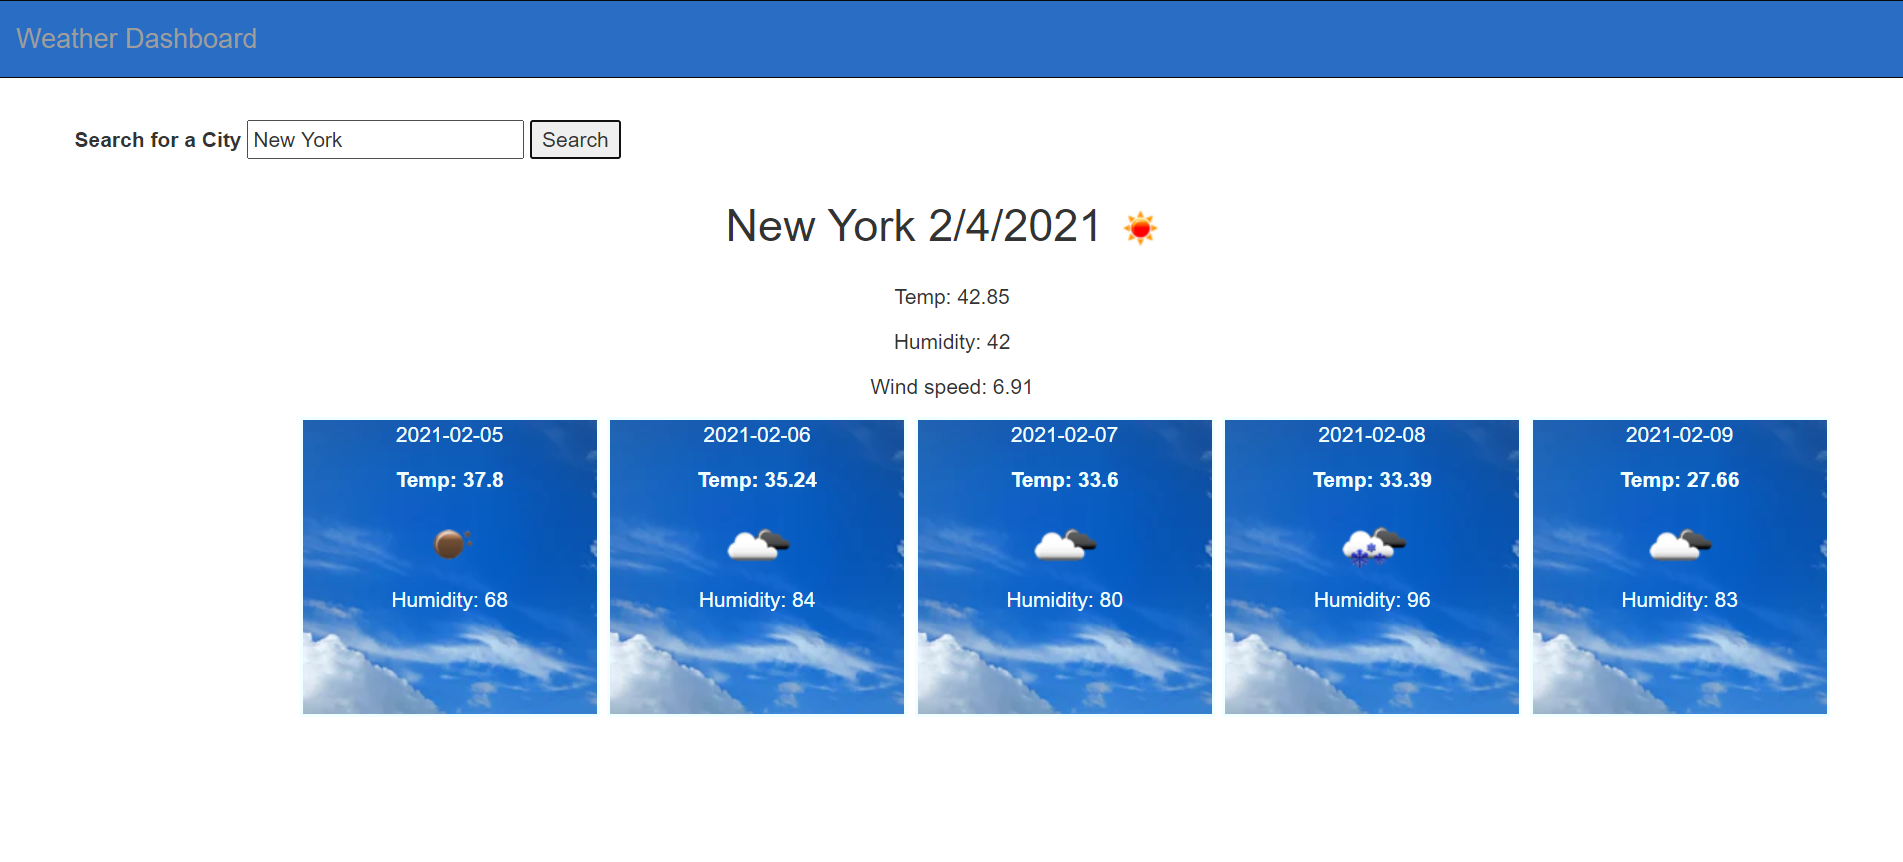 Weather Dashboard
Search for a City New York Search
New York 2/4/2021
Temp: 42.85
Humidity: 42
Wind speed: 6.91
2021-02-05
Temp: 37.8
Humidity: 68
2021-02-06
Temp: 35.24
Humidity: 84
2021-02-07
Temp: 33.6
Humidity: 80
2021-02-08
Temp: 33.39
Humidity: 96
2021-02-09
Temp: 27.66
Humidity: 83